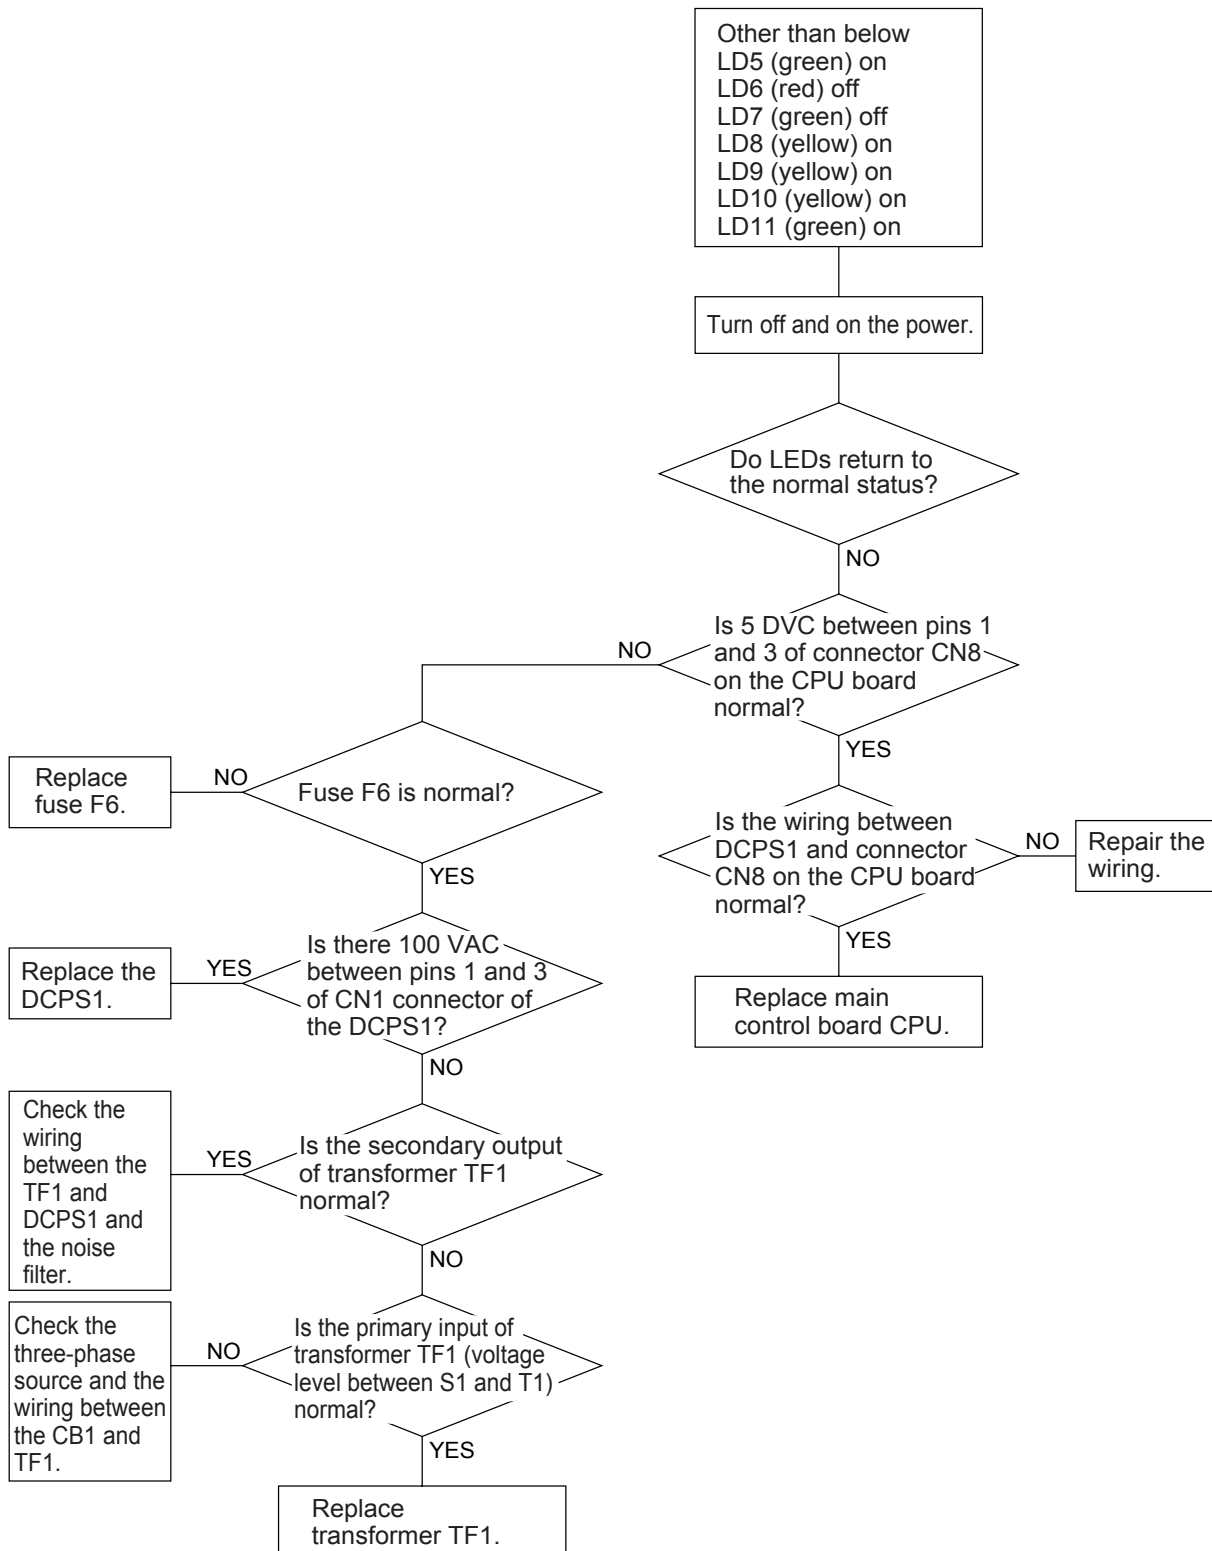 Other than below
LD5 (green) on
LD6 (red) off
LD7 (green) off
LD8 (yellow) on
LD9 (yellow) on
LD10 (yellow) on
LD11 (green) on
Turn off and on the power.
Do LEDs return to
the normal status?
NO
Is 5 DVC between pins 1
and 3 of connector CN8
on the CPU board
normal?
NO
YES
Fuse F6 is normal?
NO
Replace
fuse F6.
YES
Is the wiring between
DCPS1 and connector
CN8 on the CPU board
normal?
NO
Repair the
wiring.
YES
Replace main
control board CPU.
Is there 100 VAC
between pins 1 and 3
of CN1 connector of
the DCPS1?
YES
Replace the
DCPS1.
NO
Is the secondary output
of transformer TF1
normal?
YES
Check the
wiring
between the
TF1 and
DCPS1 and
the noise
filter.
NO
Is the primary input of
transformer TF1 (voltage
level between S1 and T1)
normal?
NO
Check the
three-phase
source and the
wiring between
the CB1 and
TF1.
YES
Replace
transformer TF1.